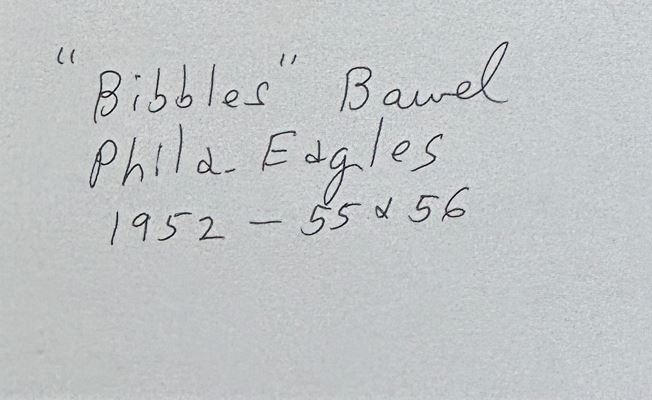 "Bibbles" Bawel
Phila. Eagles
1952 - 55 & 56